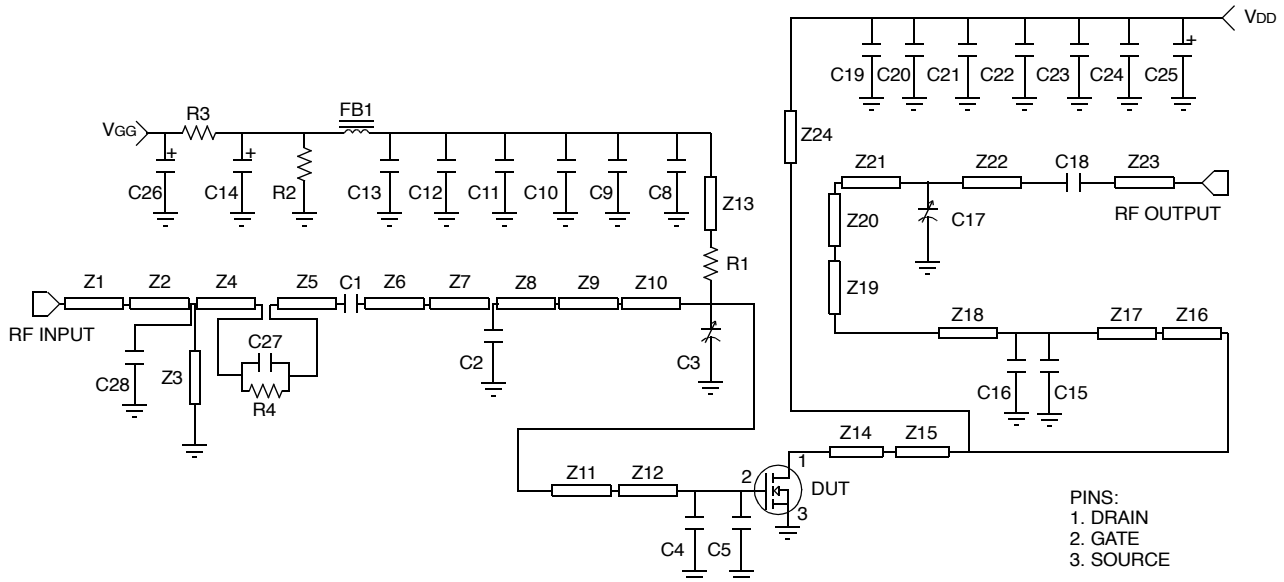 VDD
C19 C20 C21 C22 C23 C24 C25
+
R3
FB1
VGG
+
+
C26 C14 R2 C13 C12 C11 C10 C9 C8
Z13
Z24
Z21 Z22 C18 Z23
RF OUTPUT
Z20
C17
Z19
R1
Z1 Z2 Z4 Z5 C1 Z6 Z7 Z8 Z9 Z10
RF INPUT
C28
Z3
C27
R4
C2
C3
Z18 Z17 Z16
C16 C15
Z14 Z15
Z11 Z12
1
2
3
DUT
C4 C5
PINS:
1. DRAIN
2. GATE
3. SOURCE